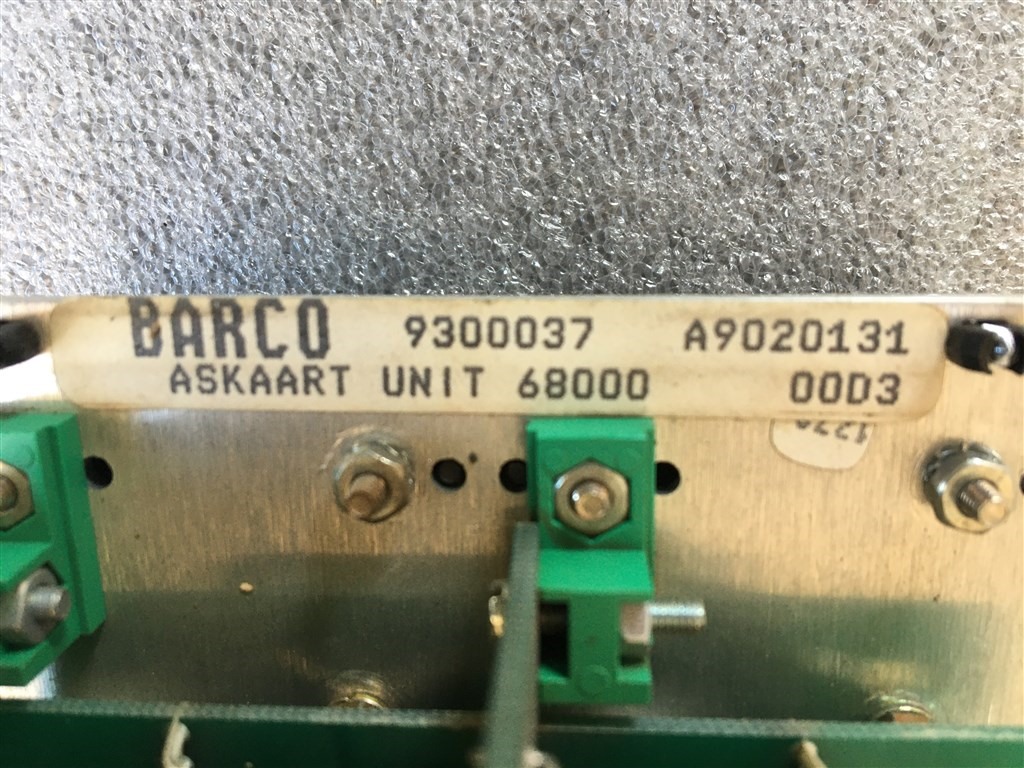 BARCO 9300037 A9020131
ASKAART UNIT 68000 00D3